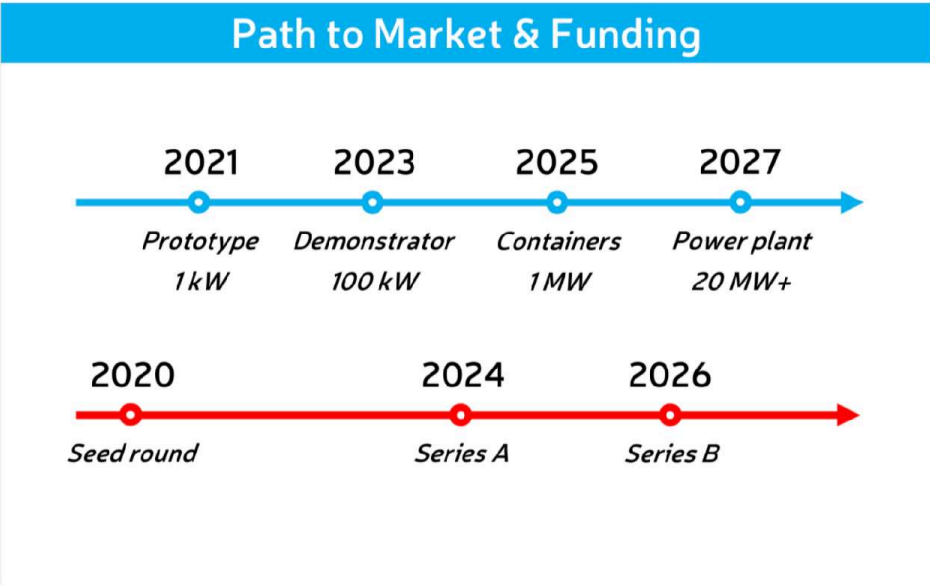 Path to Market & Funding
2021 2023 2025 2027
Prototype Demonstrator Containers Power plant
1 kW 100 kW 1 MW 20 MW+
2020 2024 2026
Seed round Series A Series B